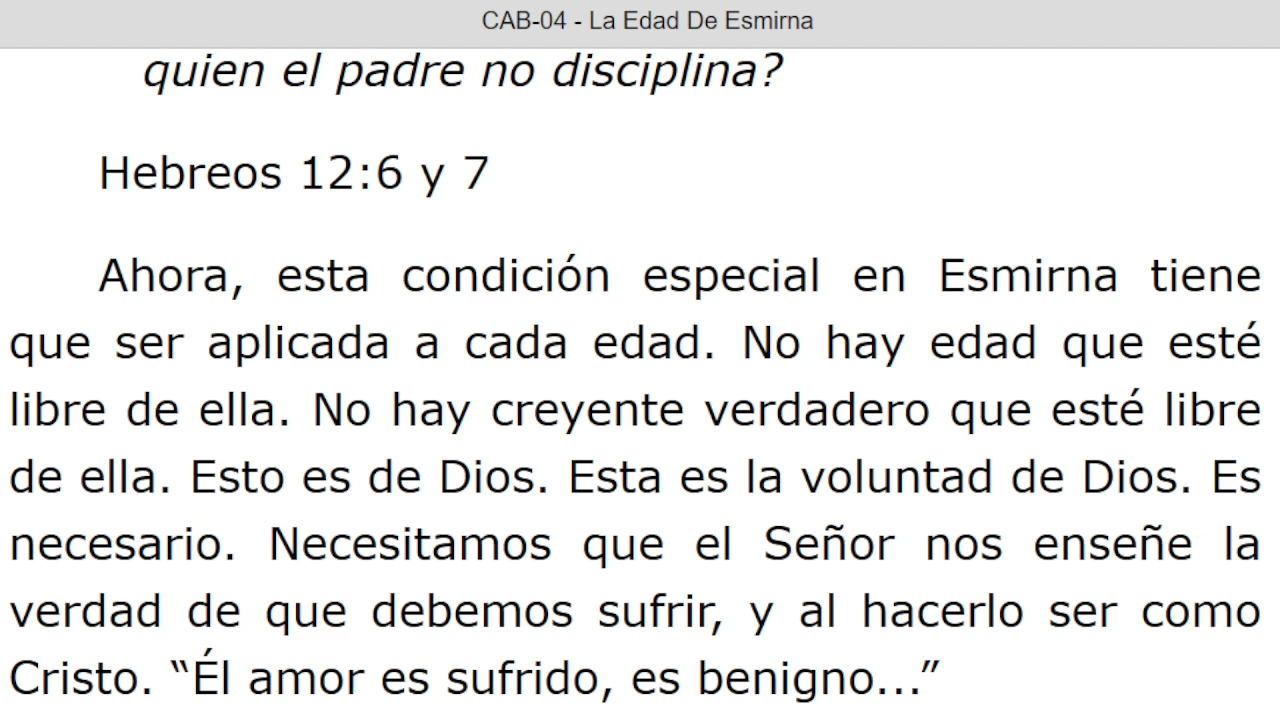 CAB-04 - La Edad De Esmirna
quien el padre no disciplina?
Hebreos 12:6 y 7
Ahora, esta condición especial en Esmirna tiene
que ser aplicada a cada edad. No hay edad que esté
libre de ella. No hay creyente verdadero que esté libre
de ella. Esto es de Dios. Esta es la voluntad de Dios. Es
necesario. Necesitamos que el Señor nos enseñe la
verdad de que debemos sufrir, y al hacerlo ser como
Cristo. “Él amor es sufrido, es benigno...”